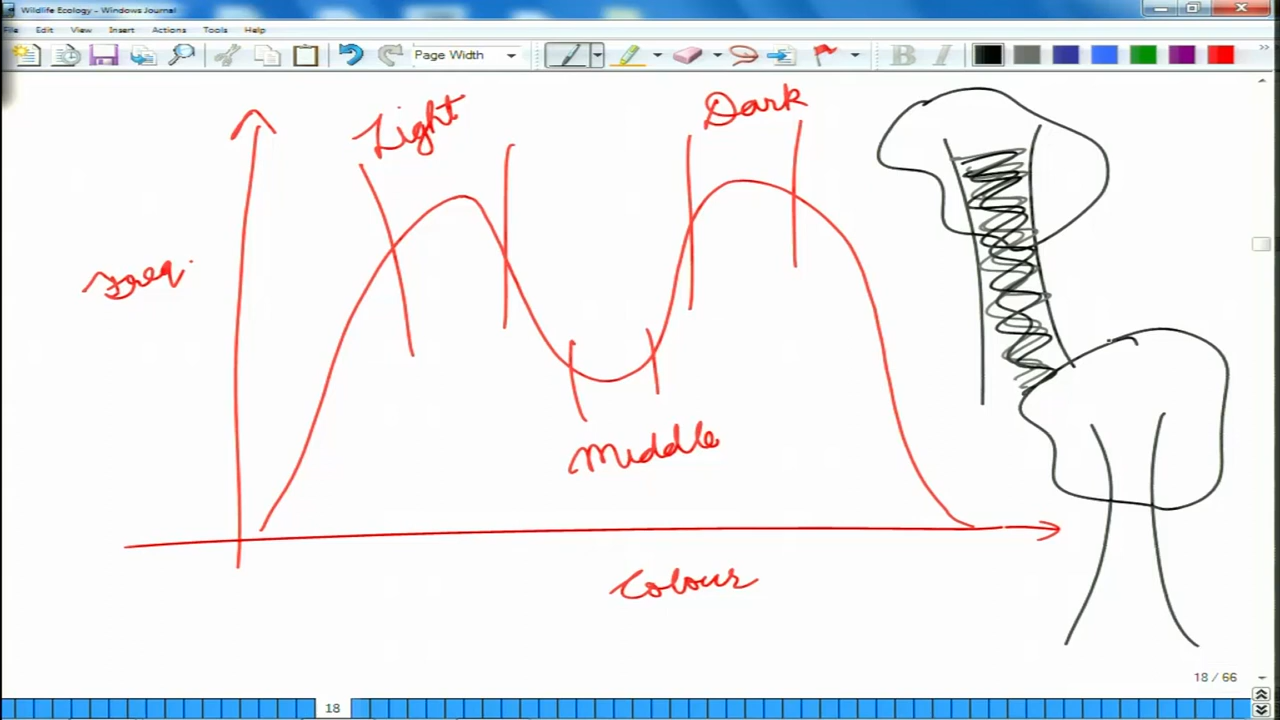 Wildlife Ecology - Windows Journal
File Edit View Insert Actions Tools Help
Page Width
B I
Light
Dark
Freq.
Middle
Colour
18 / 66
18